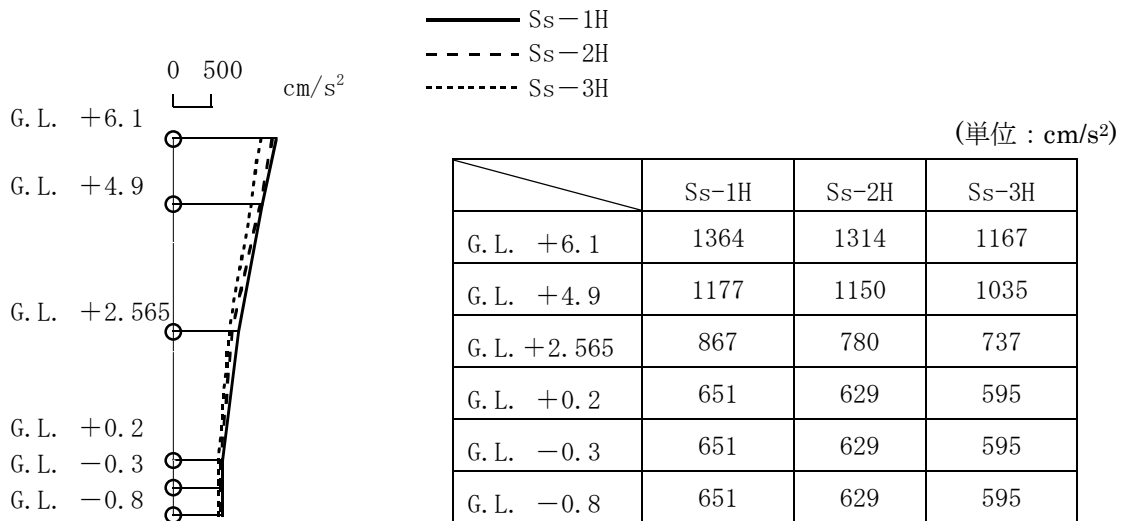 Ss-1H
Ss-2H
Ss-3H
0 500
cm/s²
G.L. +6.1
G.L. +4.9
G.L. +2.565
G.L. +0.2
G.L. -0.3
G.L. -0.8
(単位：cm/s²)
Ss-1H Ss-2H Ss-3H
G.L. +6.1 1364 1314 1167
G.L. +4.9 1177 1150 1035
G.L.+2.565 867 780 737
G.L. +0.2 651 629 595
G.L. -0.3 651 629 595
G.L. -0.8 651 629 595